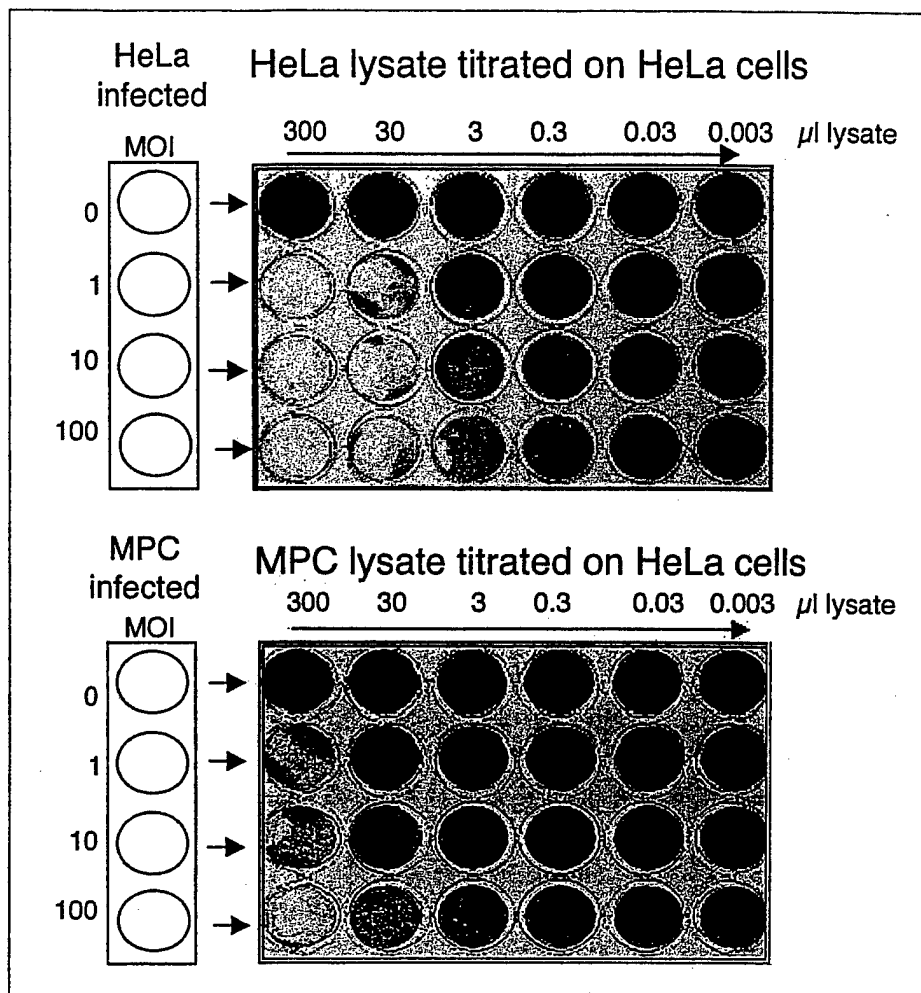 HeLa
infected
HeLa lysate titrated on HeLa cells
MOI
300 30 3 0.3 0.03 0.003 µl lysate
0
1
10
100
MPC
infected
MPC lysate titrated on HeLa cells
MOI
300 30 3 0.3 0.03 0.003 µl lysate
0
1
10
100